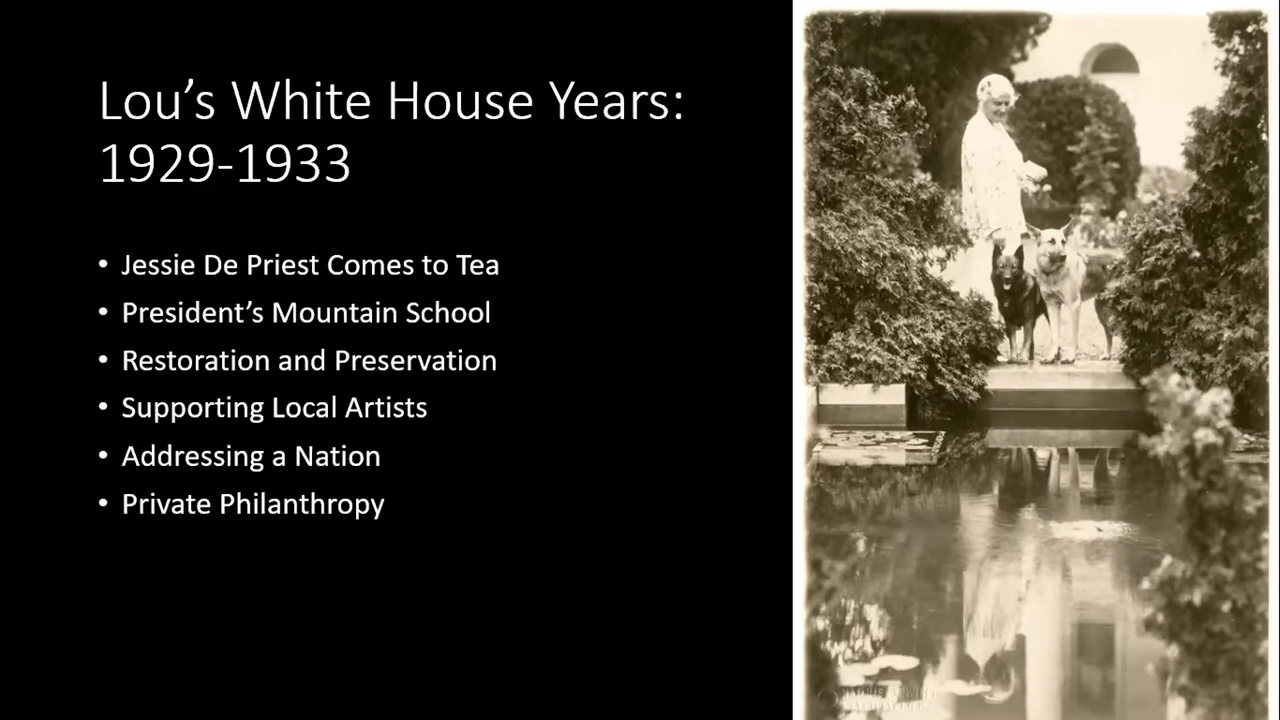 Lou’s White House Years:
1929-1933
• Jessie De Priest Comes to Tea
• President’s Mountain School
• Restoration and Preservation
• Supporting Local Artists
• Addressing a Nation
• Private Philanthropy